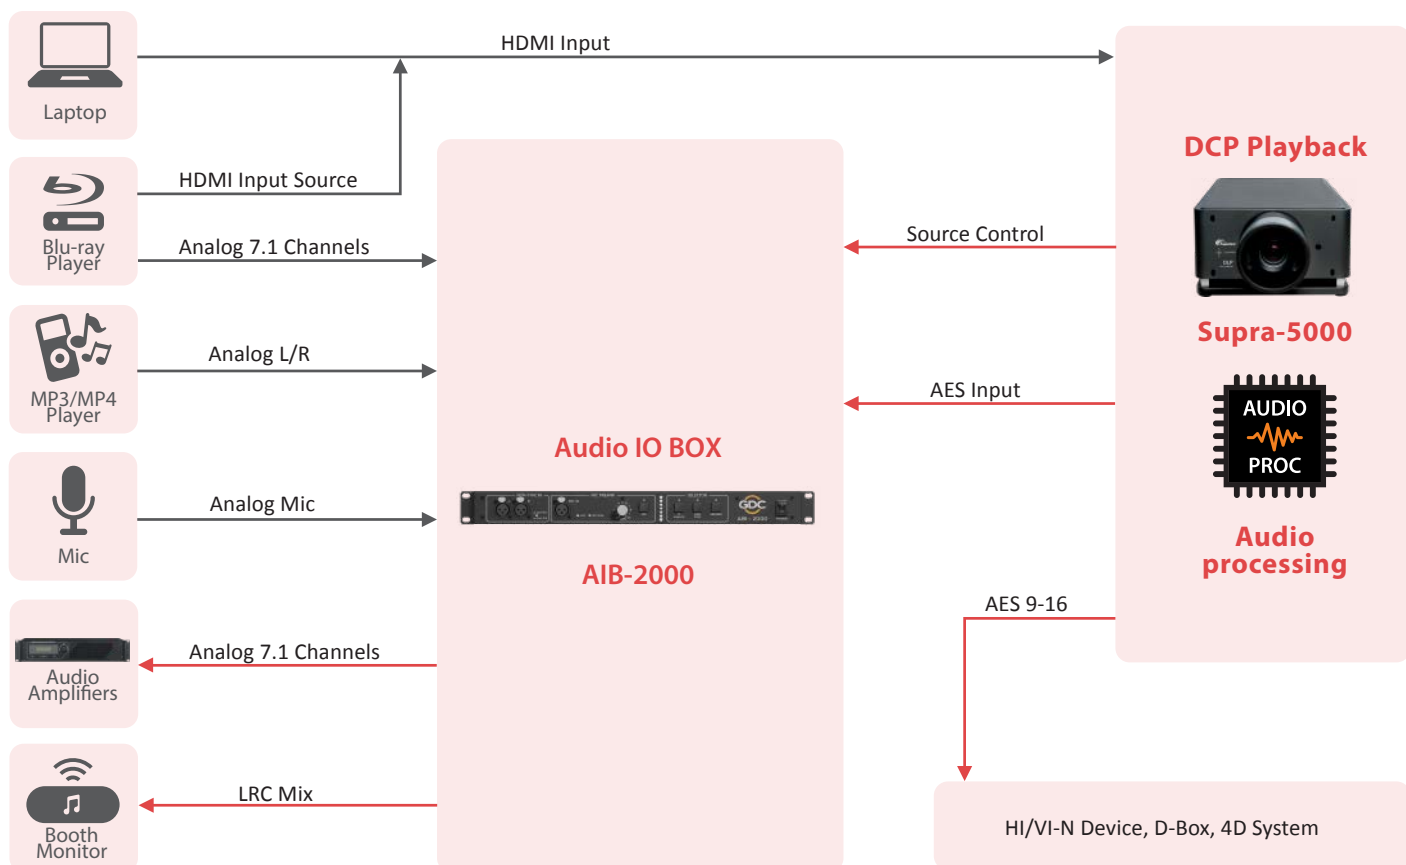 HDMI Input
Laptop
DCP Playback
HDMI Input Source
Blu-ray
Player
Analog 7.1 Channels
Source Control
Supra-5000
Analog L/R
MP3/MP4
Player
AES Input
AUDIO
PROC
Audio IO BOX
Analog Mic
Mic
GDC
AIB-2000
Audio
processing
AES 9-16
Analog 7.1 Channels
Audio
Amplifiers
LRC Mix
Booth
Monitor
HI/VI-N Device, D-Box, 4D System